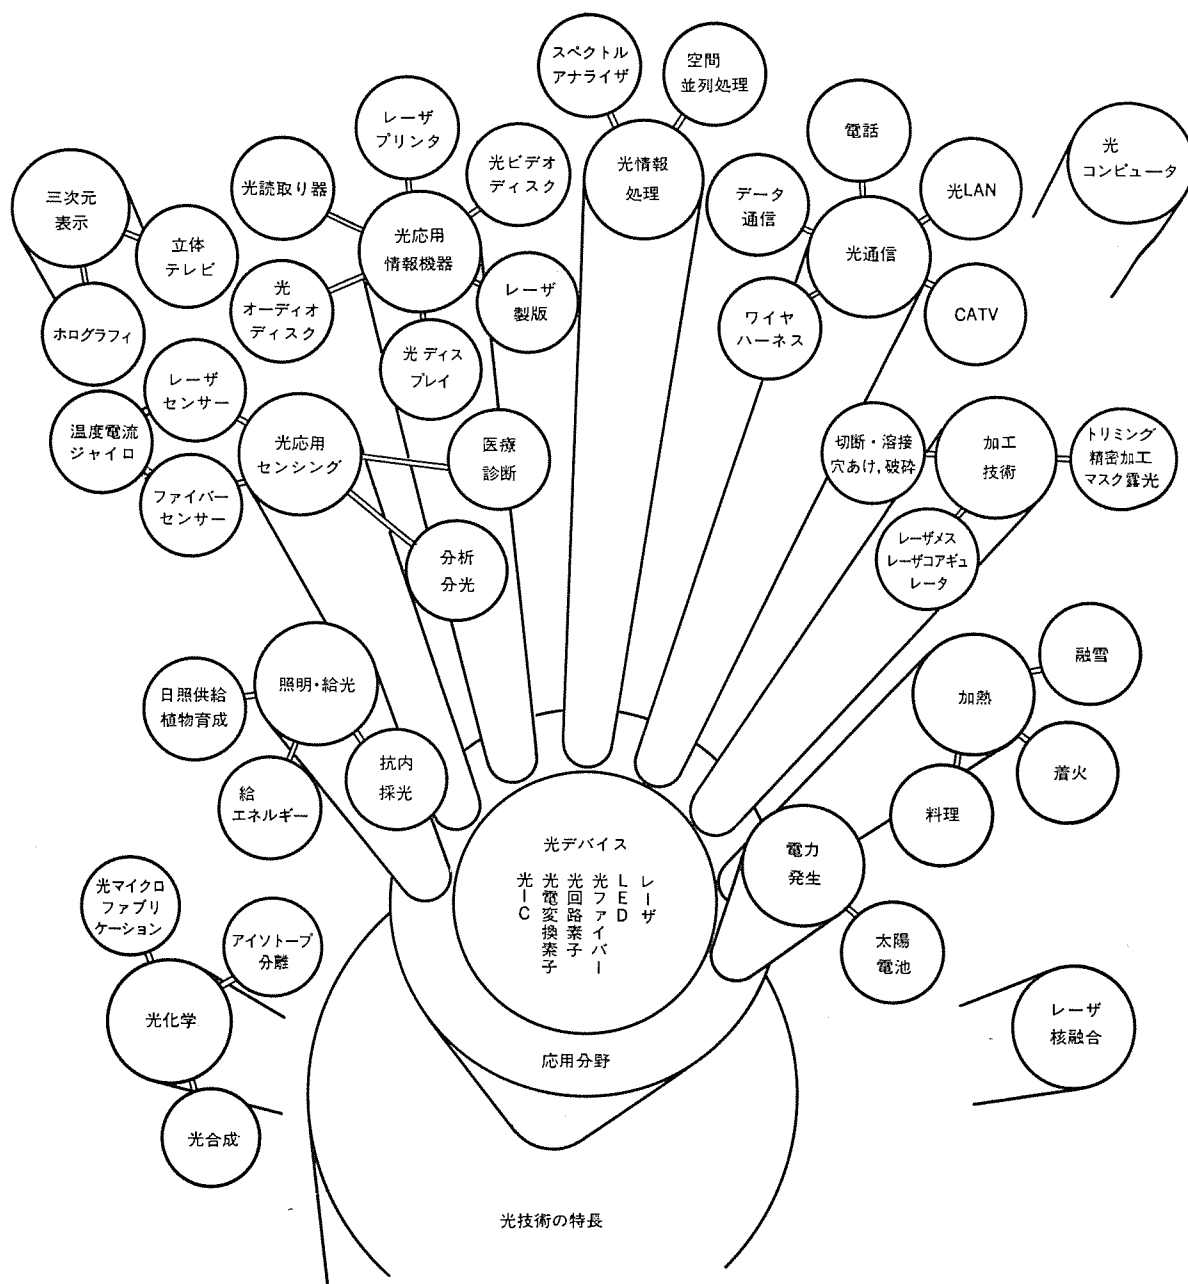 スペクトル
アナライザ
空間
並列処理
レーザ
プリンタ
電話
光
コンピュータ
光情報
処理
光ビデオ
ディスク
光読取り器
データ
通信
光LAN
三次元
表示
立体
テレビ
光応用
情報機器
光通信
光
オーディオ
ディスク
レーザ
製版
ワイヤ
ハーネス
CATV
ホログラフィ
光ディス
プレイ
レーザ
センサー
温度電流
ジャイロ
光応用
センシング
医療
診断
切断・溶接
穴あけ,破砕
加工
技術
トリミング
精密加工
マスク露光
ファイバー
センサー
分析
分光
レーザメス
レーザコアギュ
レータ
照明・給光
日照供給
植物育成
加熱
融雪
抗内
採光
給
エネルギー
着火
料理
光デバイス
レーザ
LED
光ファイバー
光回路素子
光電変換素子
光IC
電力
発生
太陽
電池
光マイクロ
ファブリ
ケーション
アイソトープ
分離
光化学
レーザ
核融合
応用分野
光合成
光技術の特長